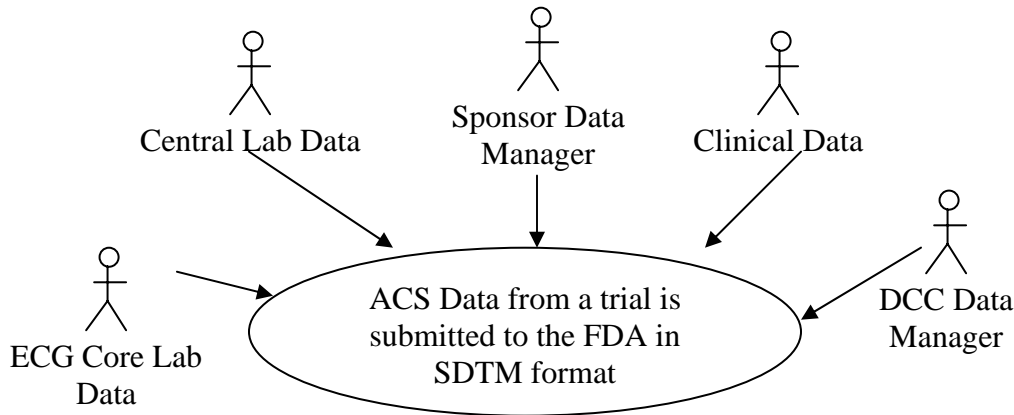 Central Lab Data
Sponsor Data
Manager
Clinical Data
ECG Core Lab
Data
ACS Data from a trial is
submitted to the FDA in
SDTM format
DCC Data
Manager